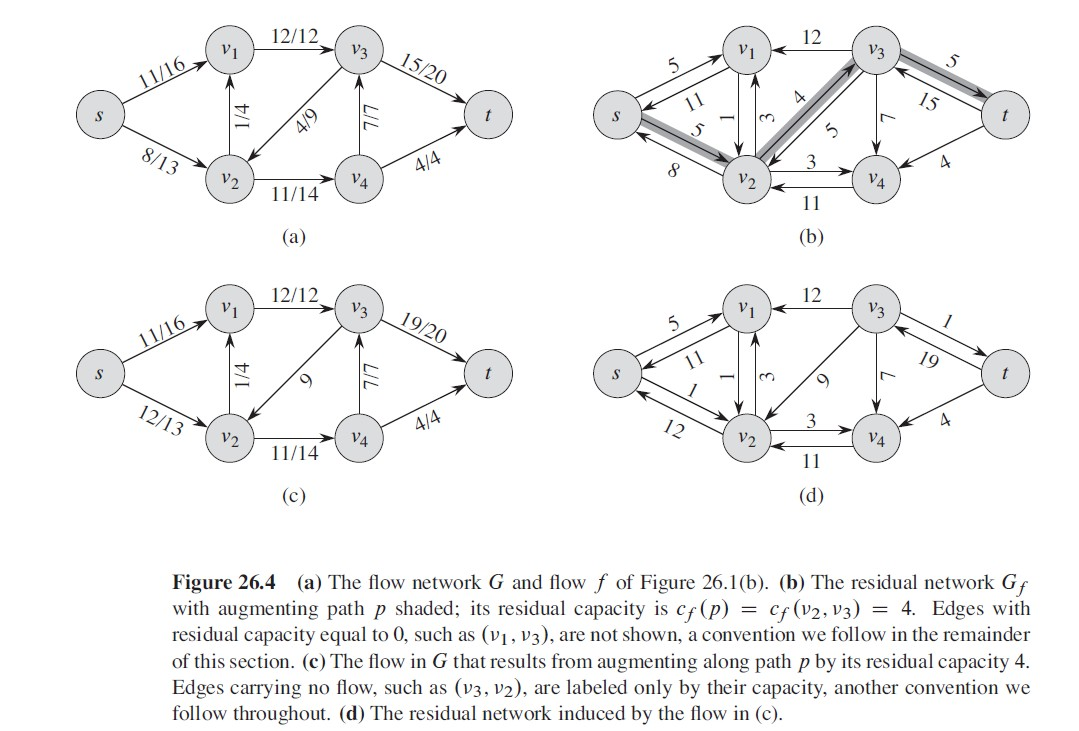 12/12
12
v1
v3
v1
v3
11/16
15/20
5
5
11
4
15
s
1/4
4/9
7/7
t
s
5
1
3
5
7
t
8/13
4/4
8
3
4
v2
v4
v2
v4
11/14
11
(a)
(b)
12/12
12
v1
v3
v1
v3
11/16
19/20
5
1
11
19
s
1/4
9
7/7
t
s
1
1
3
9
7
t
12/13
4/4
12
3
4
v2
v4
v2
v4
11/14
11
(c)
(d)
Figure 26.4 (a) The flow network G and flow f of Figure 26.1(b). (b) The residual network Gf
with augmenting path p shaded; its residual capacity is cf(p) = cf(v2, v3) = 4. Edges with
residual capacity equal to 0, such as (v1, v3), are not shown, a convention we follow in the remainder
of this section. (c) The flow in G that results from augmenting along path p by its residual capacity 4.
Edges carrying no flow, such as (v3, v2), are labeled only by their capacity, another convention we
follow throughout. (d) The residual network induced by the flow in (c).